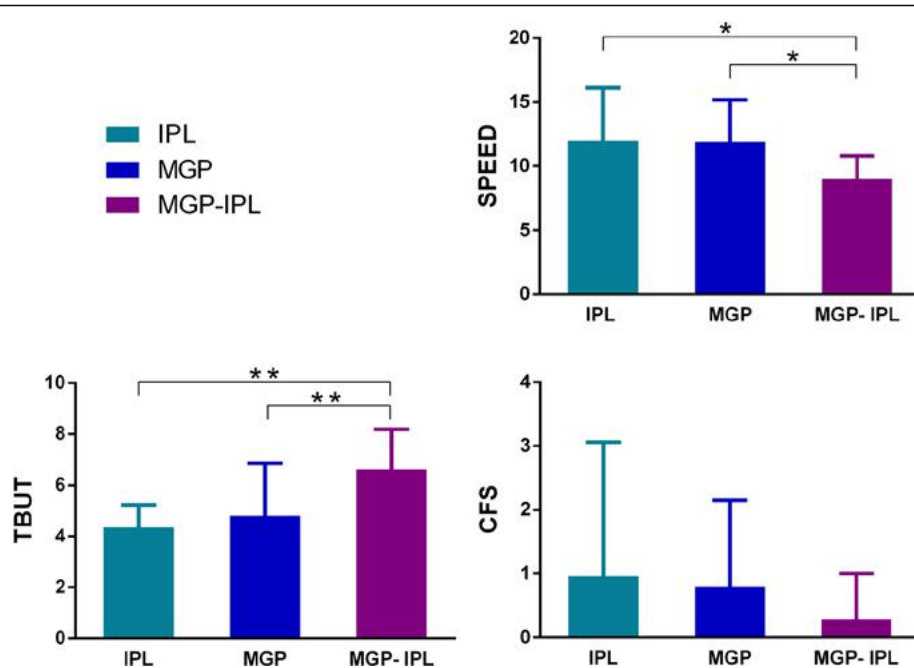 IPL
MGP
MGP-IPL
SPEED
20
15
10
5
0
*
*
IPL MGP MGP- IPL
TBUT
10
8
6
4
2
0
**
**
IPL MGP MGP- IPL
CFS
4
3
2
1
0
IPL MGP MGP- IPL